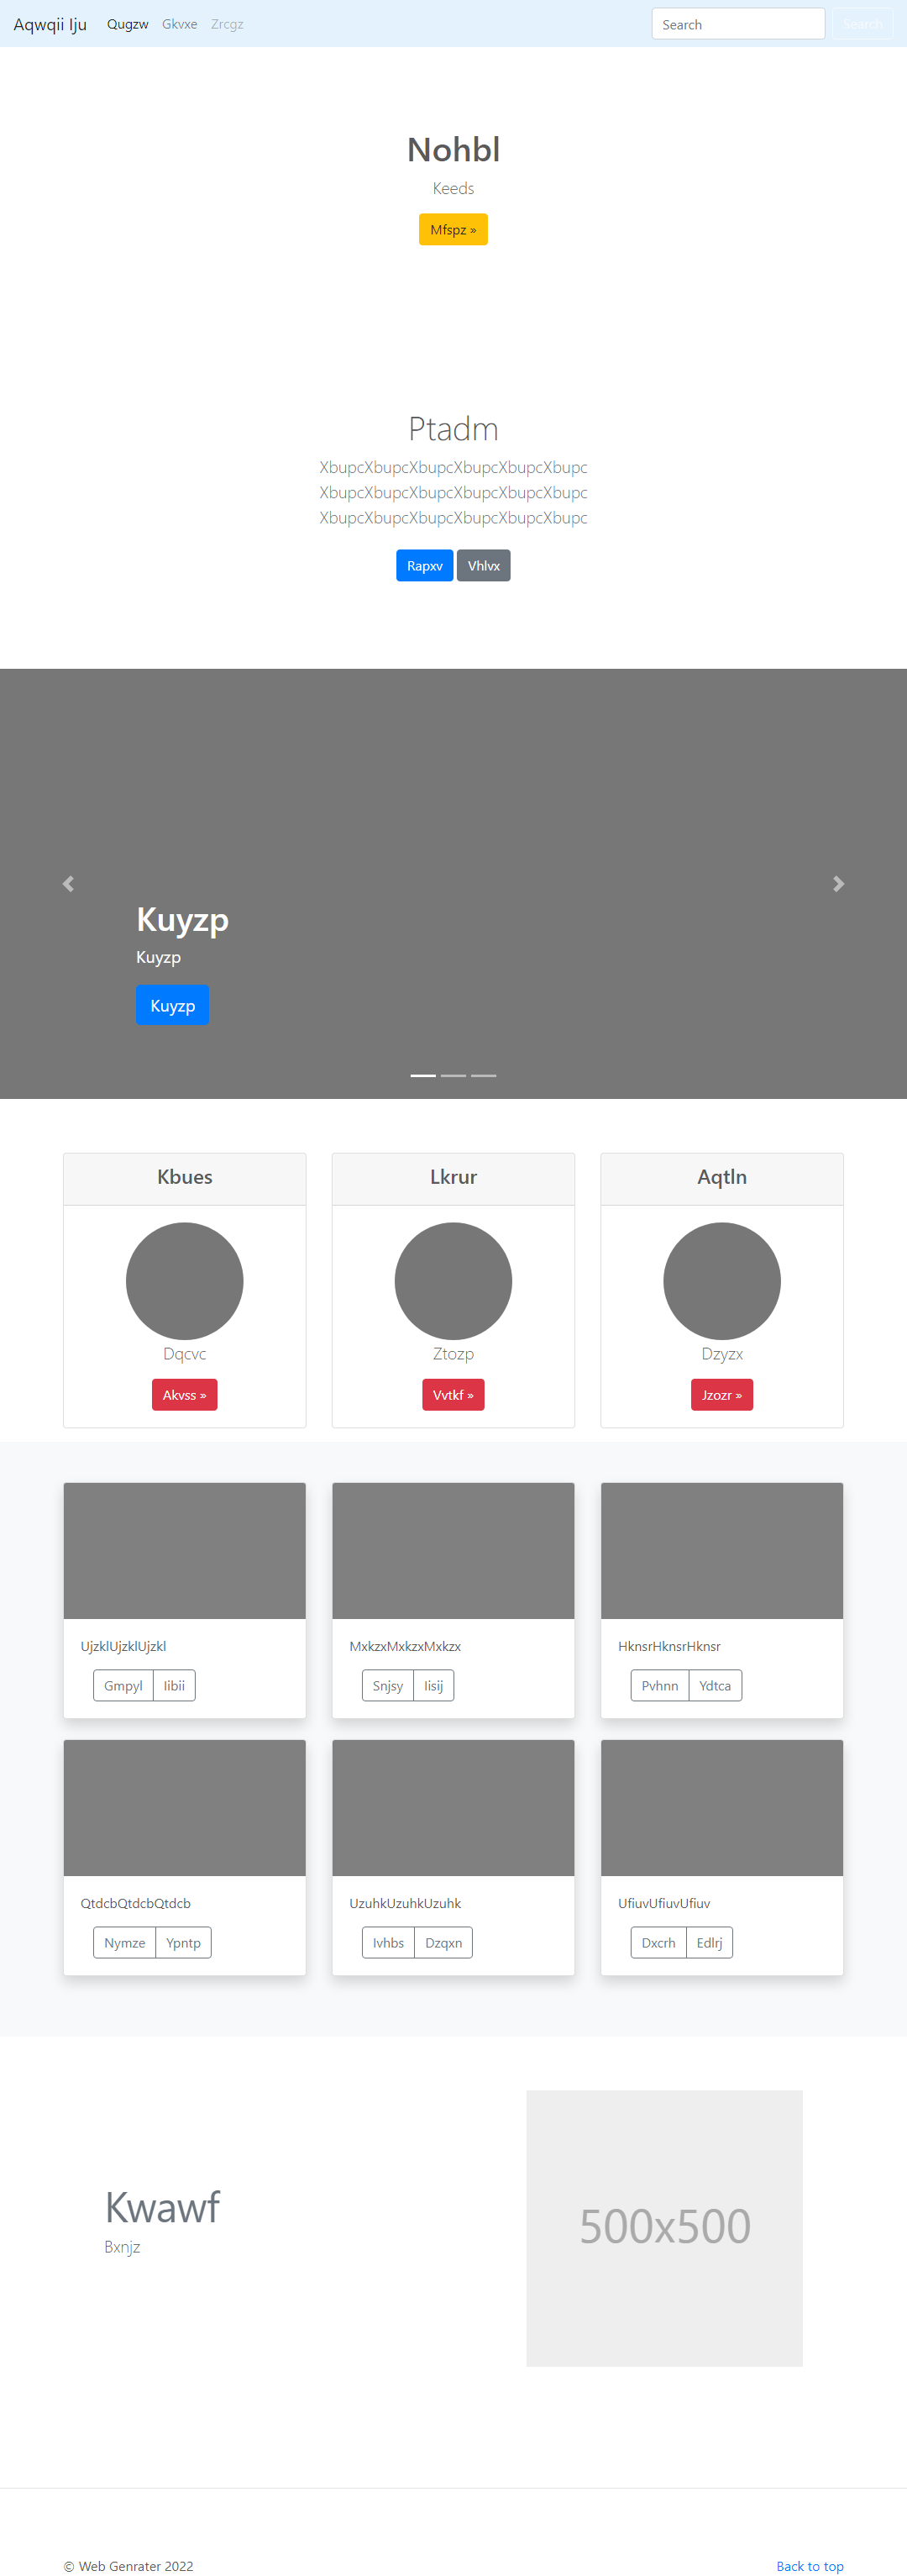 Aqwqii Iju Qugzw Gkvxe Zrcgz Search Search
Nohbl
Keeds
Mfspz »
Ptadm
XbupcXbupcXbupcXbupcXbupcXbupc
XbupcXbupcXbupcXbupcXbupcXbupc
XbupcXbupcXbupcXbupcXbupcXbupc
Rapxv Vhlvx
Kuyzp
Kuyzp
Kuyzp
Kbues Lkrur Aqtln
Dqcvc Ztozp Dzyzx
Akvss » Vvtkf » Jzozr »
UjzklUjzklUjzkl MxkzxMxkzxMxkzx HknsrHknsrHknsr
Gmpyl Iibii Snjsy Iisij Pvhnn Ydtca
QtdcbQtdcbQtdcb UzuhkUzuhkUzuhk UfiuvUfiuvUfiuv
Nymze Ypntp Ivhbs Dzqxn Dxcrh Edlrj
Kwawf
Bxnjz
500x500
© Web Genrater 2022 Back to top